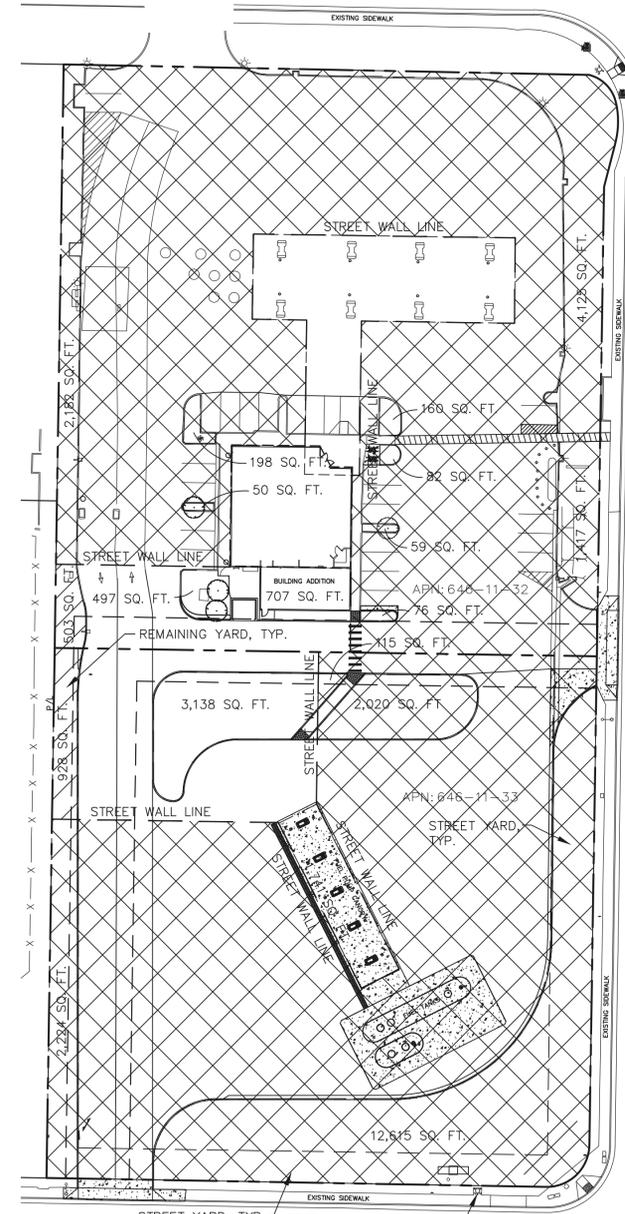 EXISTING SIDEWALK
STREET WALL LINE
4,125 SQ. FT.
EXISTING SIDEWALK
2,182 SQ. FT.
STREET WALL LINE
160 SQ. FT
198 SQ. FT.
82 SQ. FT.
50 SQ. FT.
59 SQ. FT.
1,417 SQ. FT.
STREET WALL LINE
APN: 646-11-32
BUILDING ADDITION
497 SQ. FT.
707 SQ. FT.
76 SQ. FT.
503 SQ. FT.
REMAINING YARD, TYP.
115 SQ. FT.
P/L
3,138 SQ. FT.
2,020 SQ. FT
STREET WALL LINE
928 SQ. FT.
APN: 646-11-33
STREET WALL LINE
STREET YARD,
TYP.
STREET WALL LINE
STREET WALL LINE
2,224 SQ. FT.
EXISTING SIDEWALK
12,615 SQ. FT.
EXISTING SIDEWALK
STREET YARD, TYP.